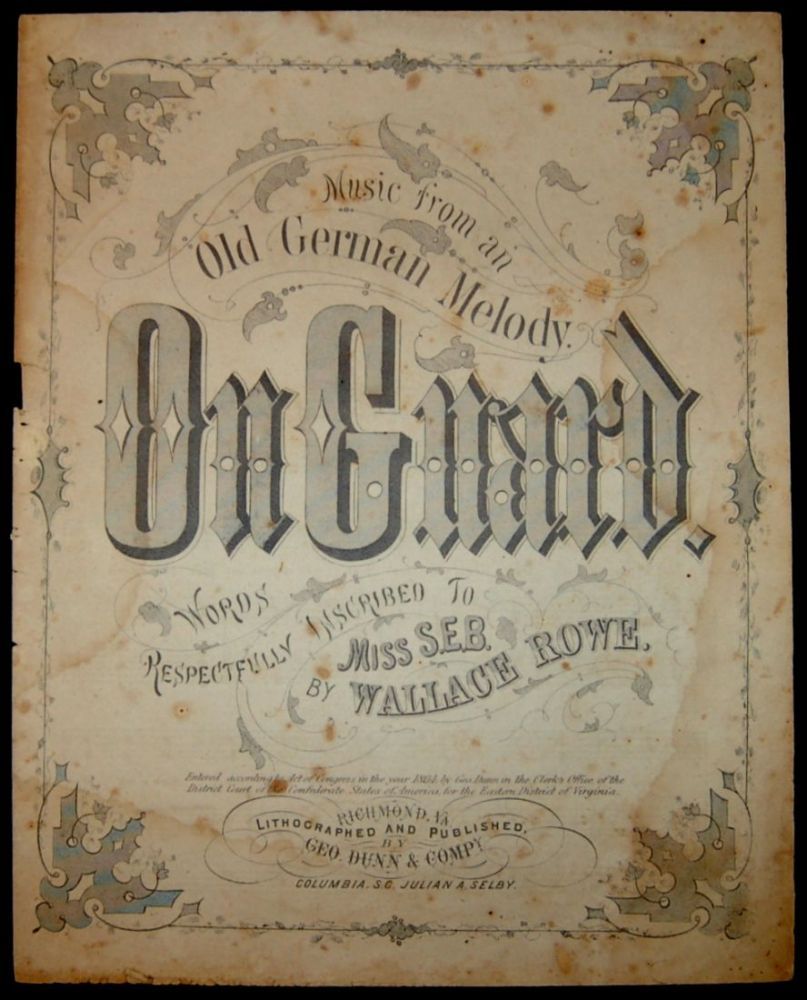 Music from an
Old German Melody.
On Guard.
WORDS
RESPECTFULLY INSCRIBED TO
MISS S.E.B.
BY WALLACE ROWE.
Entered according to Act of Congress in the year 1864 by Geo. Dunn in the Clerk's Office of the
District Court of the Confederate States of America, for the Eastern District of Virginia.
RICHMOND, VA.
LITHOGRAPHED AND PUBLISHED,
BY
GEO. DUNN & COMPY
COLUMBIA. S.C. JULIAN A. SELBY.